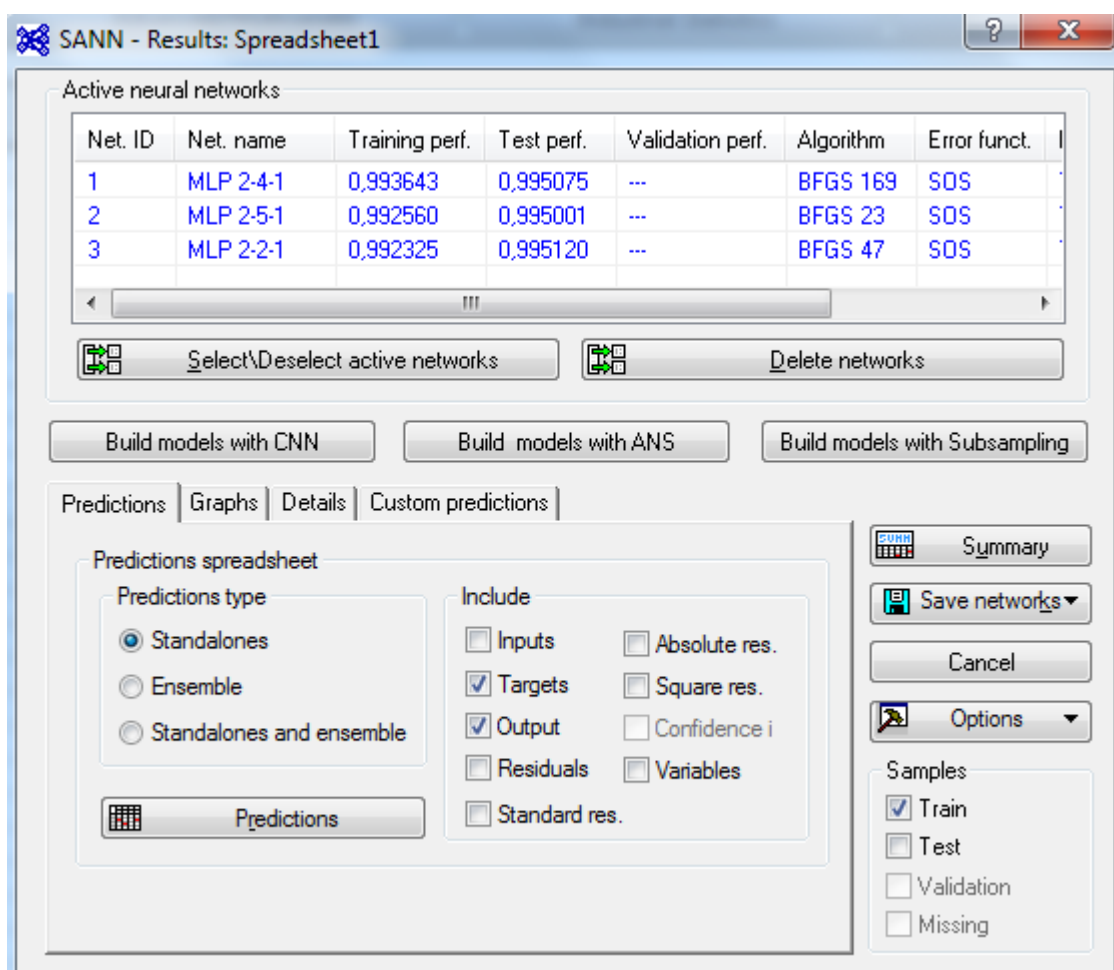 SANN - Results: Spreadsheet1
Active neural networks
Net. ID Net. name Training perf. Test perf. Validation perf. Algorithm Error funct.
1 MLP 2-4-1 0,993643 0,995075 --- BFGS 169 SOS
2 MLP 2-5-1 0,992560 0,995001 --- BFGS 23 SOS
3 MLP 2-2-1 0,992325 0,995120 --- BFGS 47 SOS
Select\Deselect active networks Delete networks
Build models with CNN Build models with ANS Build models with Subsampling
Predictions Graphs Details Custom predictions
Predictions spreadsheet
Predictions type
Standalones
Ensemble
Standalones and ensemble
Predictions
Include
Inputs Absolute res.
Targets Square res.
Output Confidence i
Residuals Variables
Standard res.
Summary
Save networks
Cancel
Options
Samples
Train
Test
Validation
Missing